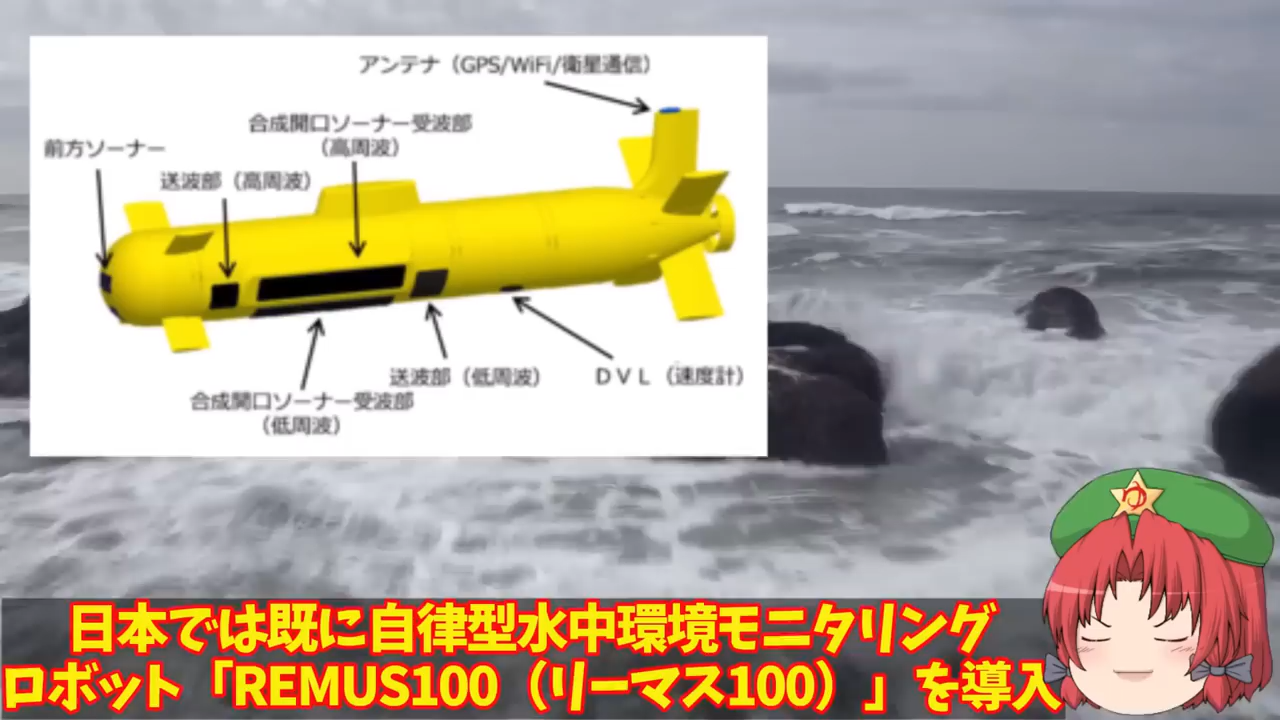 アンテナ（GPS/WiFi/衛星通信）
合成開口ソーナー受波部
（高周波）
前方ソーナー
送波部（高周波）
送波部（低周波）
DVL（速度計）
合成開口ソーナー受波部
（低周波）
日本では既に自律型水中環境モニタリング
ロボット「REMUS100（リーマス100）」を導入